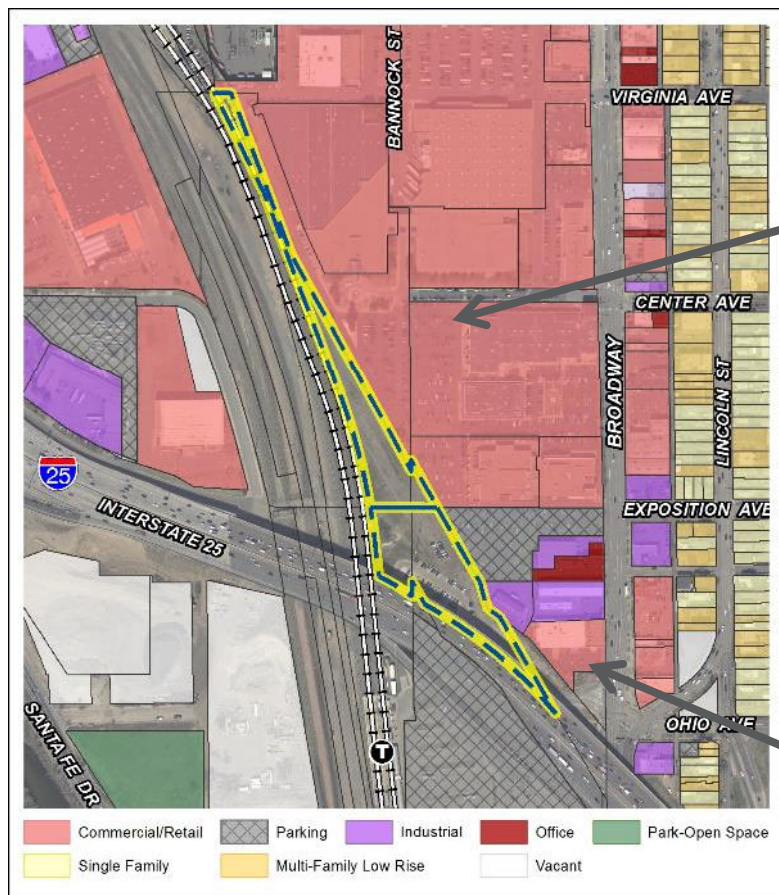 BANNOCK ST
VIRGINIA AVE
CENTER AVE
BROADWAY
LINCOLN ST
25
INTERSTATE 25
EXPOSITION AVE
SANTA FE DR
T
OHIO AVE
Commercial/Retail
Parking
Industrial
Office
Park-Open Space
Single Family
Multi-Family Low Rise
Vacant